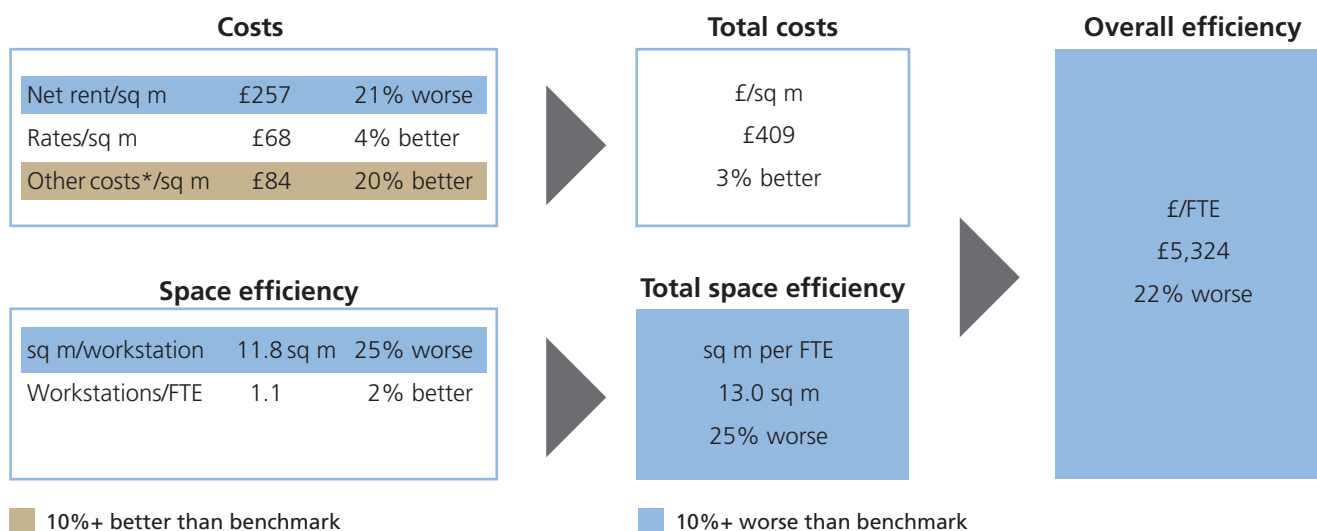 Costs
Net rent/sq m £257 21% worse
Rates/sq m £68 4% better
Other costs*/sq m £84 20% better
Total costs
£/sq m
£409
3% better
Space efficiency
sq m/workstation 11.8 sq m 25% worse
Workstations/FTE 1.1 2% better
Total space efficiency
sq m per FTE
13.0 sq m
25% worse
Overall efficiency
£/FTE
£5,324
22% worse
10%+ better than benchmark
10%+ worse than benchmark